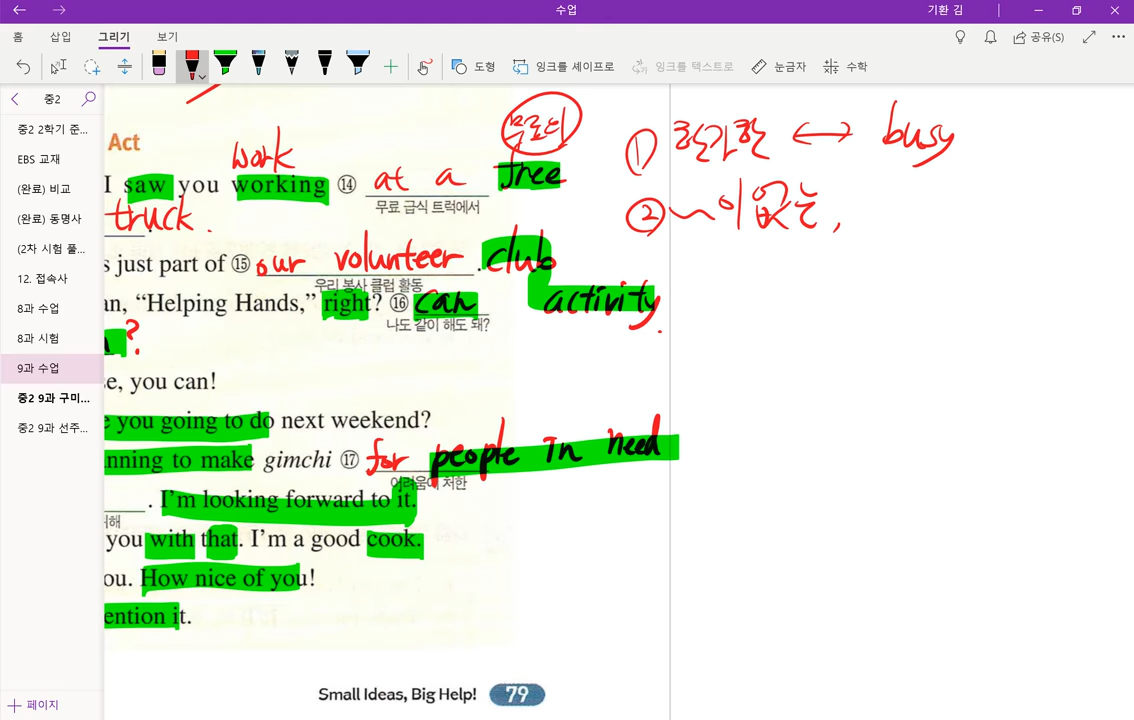 수업
기환 김
홈 삽입 그리기 보기
공유(S)
도형 잉크를 셰이프로 잉크를 텍스트로 눈금자 수학
중2
중2 2학기 준...
EBS 교재
(완료) 비교
(완료) 동명사
(2차 시험 풀...
12. 접속사
8과 수업
8과 시험
9과 수업
중2 9과 구미...
중2 9과 선주...
페이지
Act
무료의
work
I saw you working ⑭ at a free
무료 급식 트럭에서
truck.
s just part of ⑮ our volunteer . club
우리 봉사 클럽 활동
an, “Helping Hands,” right? ⑯ can activity.
나도 같이 해도 돼?
?
e, you can!
e you going to do next weekend?
nning to make gimchi ⑰ for people in need
어려움에 처한
. I’m looking forward to it.
위해
you with that. I’m a good cook.
ou. How nice of you!
ention it.
Small Ideas, Big Help! 79
① 한가한 ↔ busy
② ~이 없는,